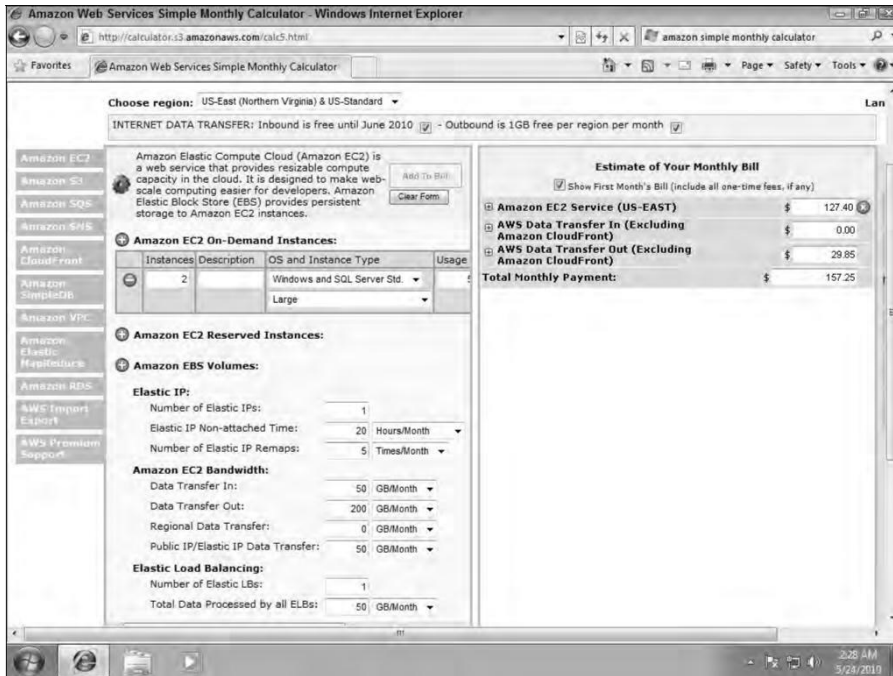 Amazon Web Services Simple Monthly Calculator - Windows Internet Explorer
http://calculator.s3.amazonaws.com/calc5.html
amazon simple monthly calculator
Favorites
Amazon Web Services Simple Monthly Calculator
Page
Safety
Tools
Choose region: US-East (Northern Virginia) & US-Standard
Lan
INTERNET DATA TRANSFER: Inbound is free until June 2010 - Outbound is 1GB free per region per month
Amazon EC2
Amazon S3
Amazon SQS
Amazon SNS
Amazon CloudFront
Amazon SimpleDB
Amazon VPC
Amazon Elastic MapReduce
Amazon RDS
AWS Import Export
AWS Premium Support
Amazon Elastic Compute Cloud (Amazon EC2) is
a web service that provides resizable compute
capacity in the cloud. It is designed to make web-
scale computing easier for developers. Amazon
Elastic Block Store (EBS) provides persistent
storage to Amazon EC2 instances.
Add To Bill
Clear Form
Amazon EC2 On-Demand Instances:
Instances Description OS and Instance Type Usage
2 Windows and SQL Server Std.
Large
Amazon EC2 Reserved Instances:
Amazon EBS Volumes:
Elastic IP:
Number of Elastic IPs: 1
Elastic IP Non-attached Time: 20 Hours/Month
Number of Elastic IP Remaps: 5 Times/Month
Amazon EC2 Bandwidth:
Data Transfer In: 50 GB/Month
Data Transfer Out: 200 GB/Month
Regional Data Transfer: 0 GB/Month
Public IP/Elastic IP Data Transfer: 50 GB/Month
Elastic Load Balancing:
Number of Elastic LBs: 1
Total Data Processed by all ELBs: 50 GB/Month
Estimate of Your Monthly Bill
Show First Month's Bill (include all one-time fees, if any)
Amazon EC2 Service (US-EAST) $ 127.40
AWS Data Transfer In (Excluding
Amazon CloudFront) $ 0.00
AWS Data Transfer Out (Excluding
Amazon CloudFront) $ 29.85
Total Monthly Payment: $ 157.25
2:28 AM
5/24/2010